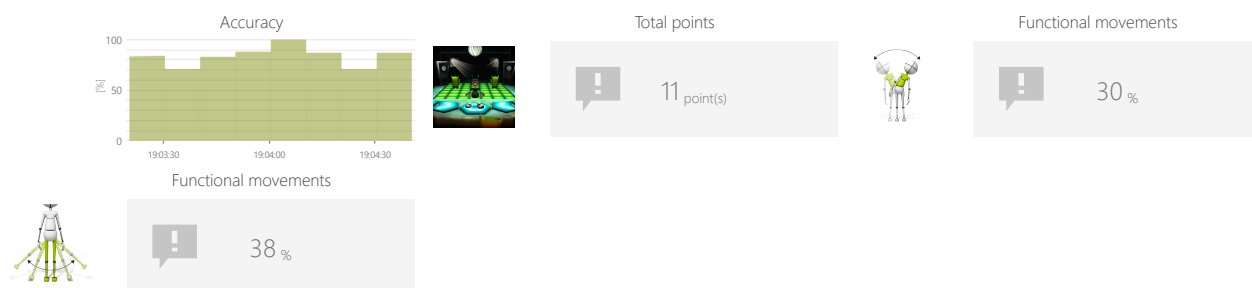 Accuracy
100
[%]
50
0
19:03:30
19:04:00
19:04:30
Total points
11 point(s)
Functional movements
30 %
Functional movements
38 %